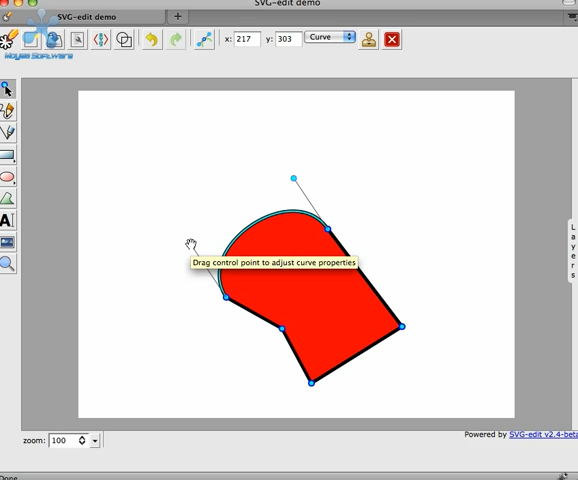 SVG-edit demo
SVG-edit demo
x: 217 y: 303 Curve
Drag control point to adjust curve properties
Layers
A
zoom: 100
Powered by SVG-edit v2.4-beta
Done